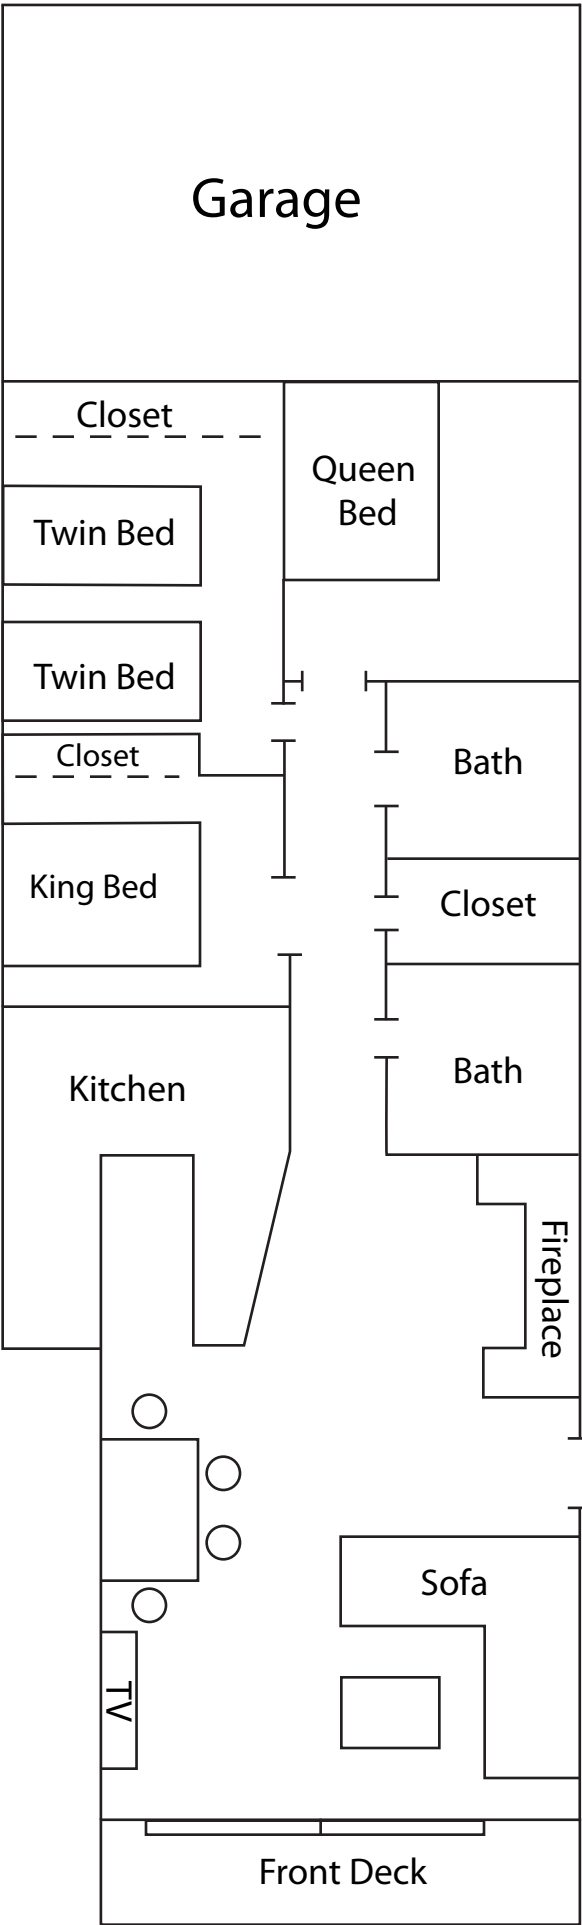 Garage
Closet
Queen
Bed
Twin Bed
Twin Bed
Closet
Bath
King Bed
Closet
Kitchen
Bath
Fireplace
Sofa
TV
Front Deck